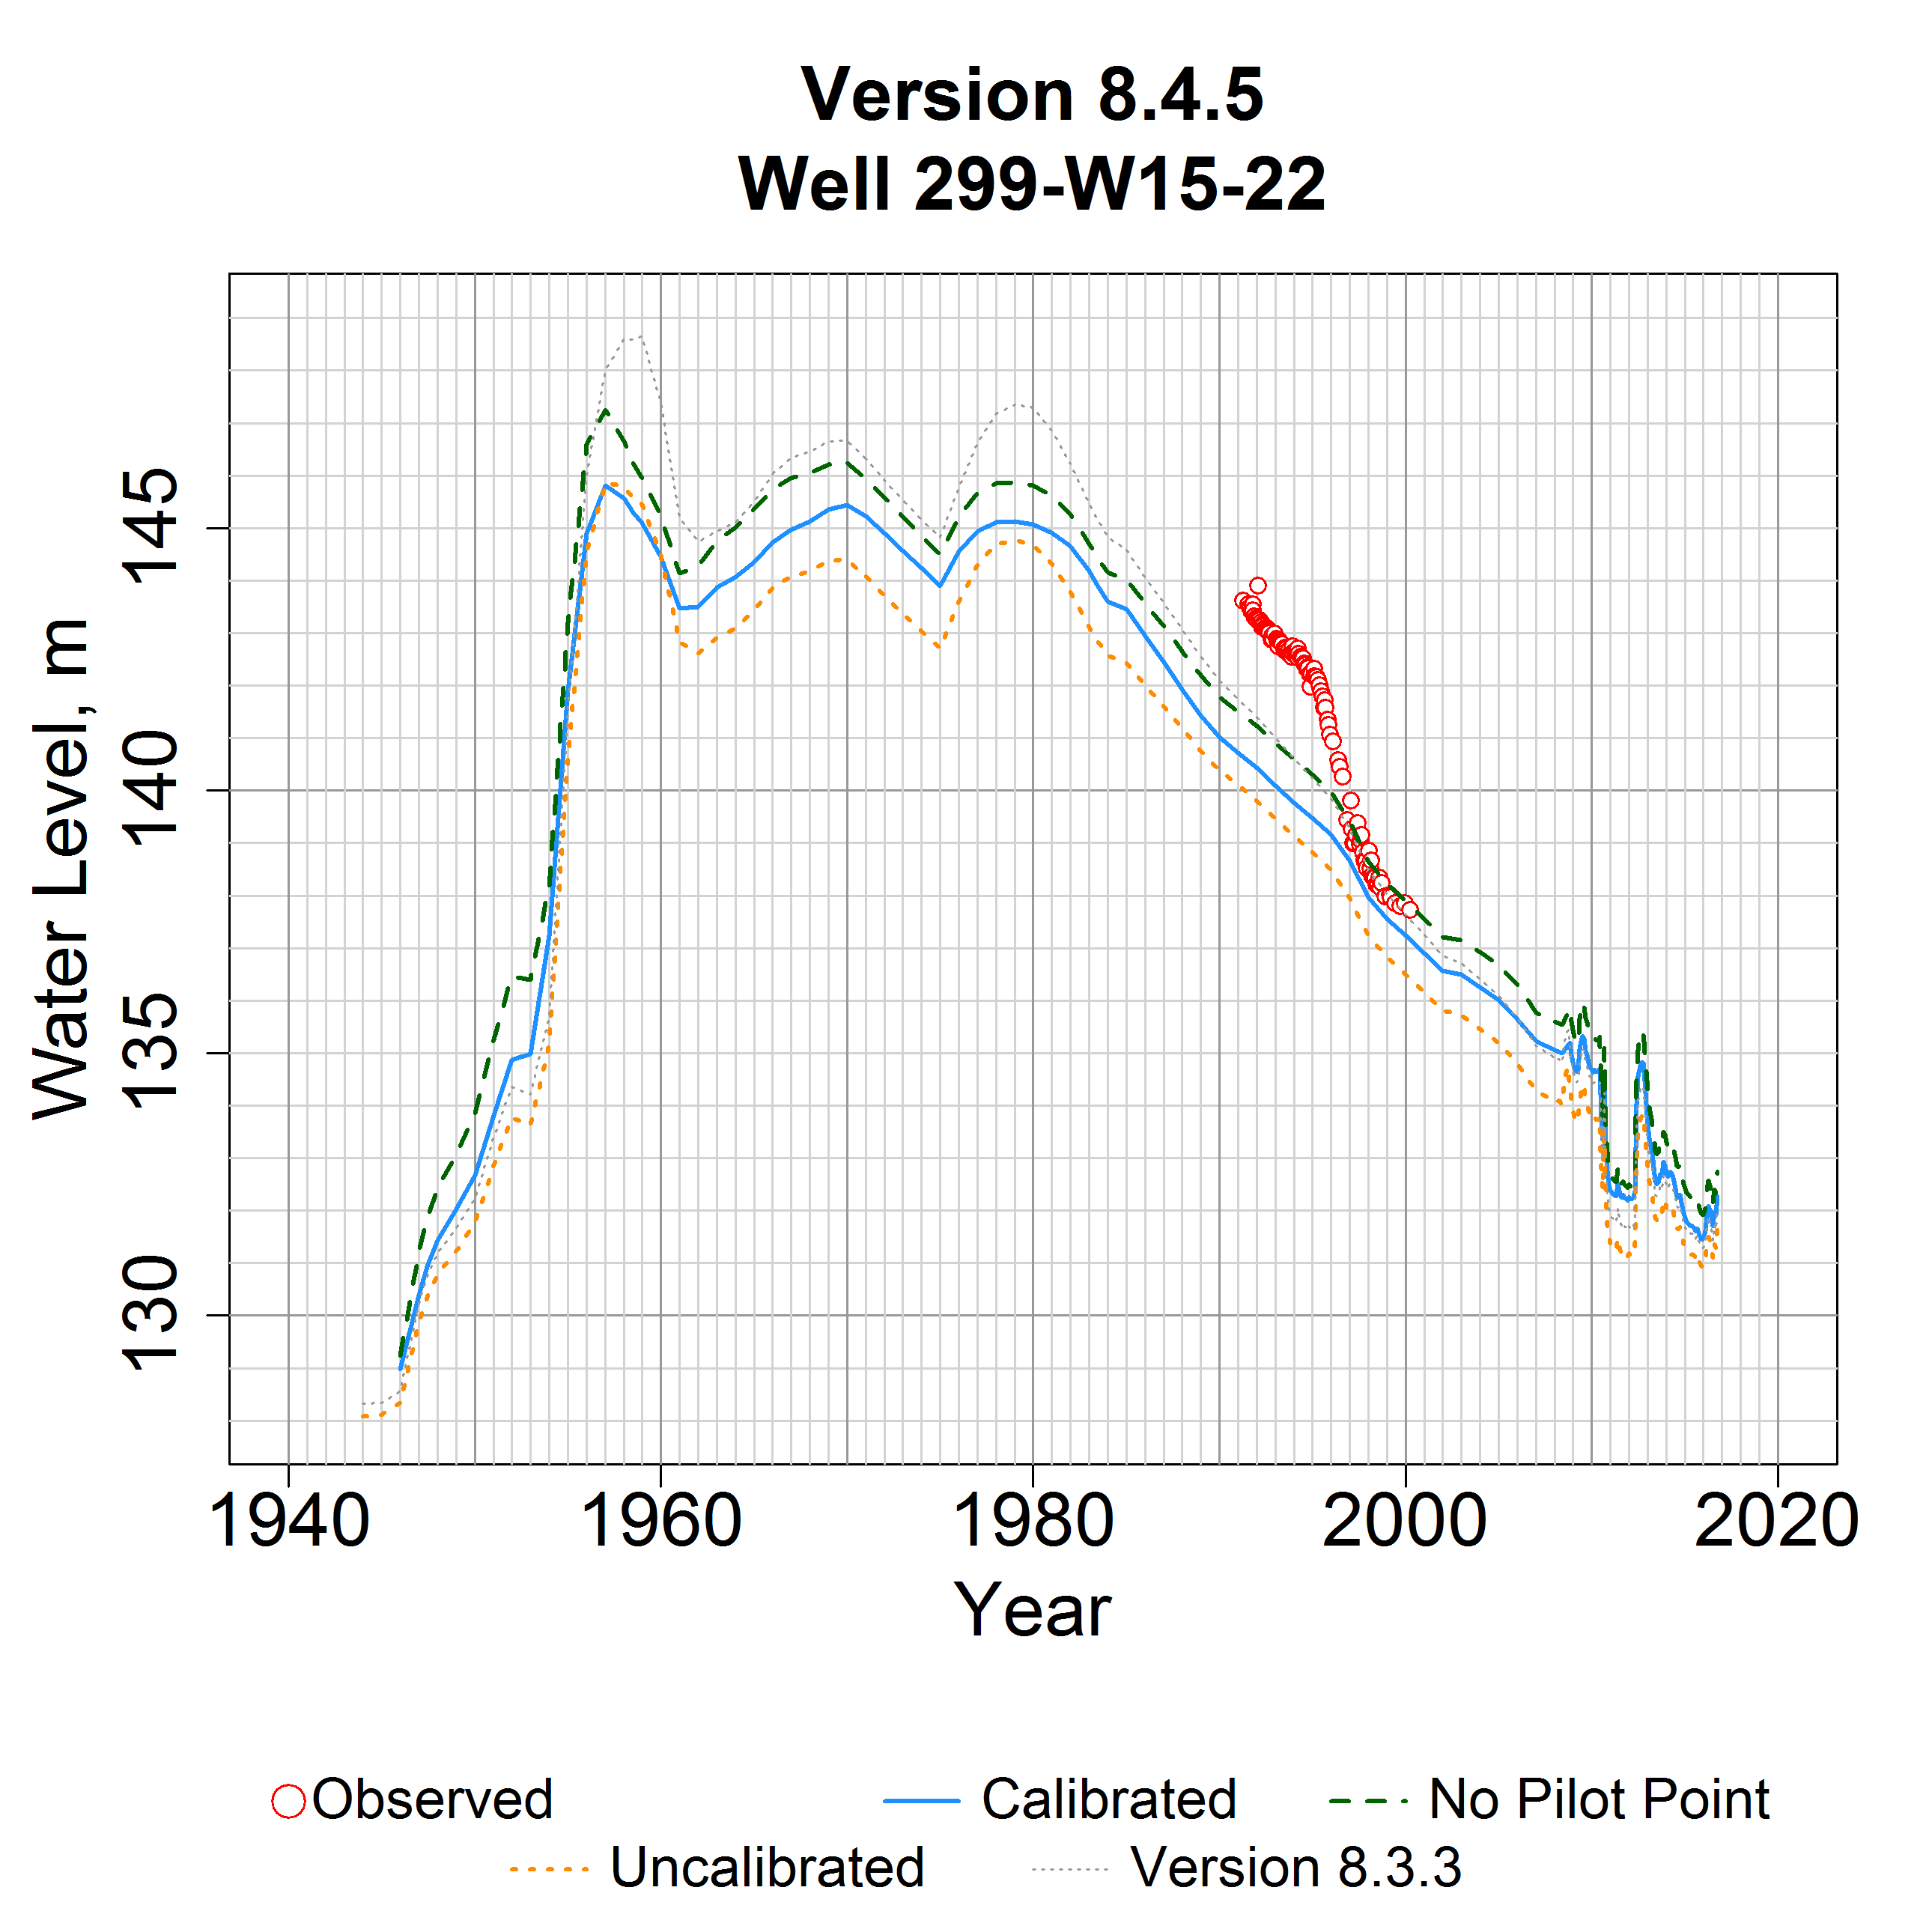 Version 8.4.5
Well 299-W15-22
Water Level, m
145
140
135
130
1940 1960 1980 2000 2020
Year
Observed Calibrated No Pilot Point
Uncalibrated Version 8.3.3